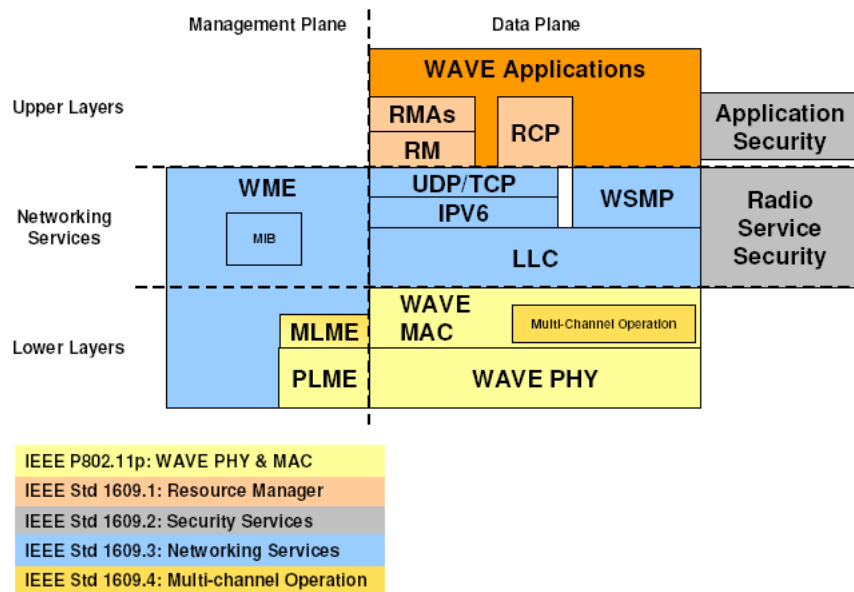 Management Plane
Data Plane
Upper Layers
WAVE Applications
RMAs
RM
RCP
Application
Security
Networking
Services
WME
MIB
UDP/TCP
IPV6
WSMP
LLC
Radio
Service
Security
Lower Layers
MLME
PLME
WAVE
MAC
Multi-Channel Operation
WAVE PHY
IEEE P802.11p: WAVE PHY & MAC
IEEE Std 1609.1: Resource Manager
IEEE Std 1609.2: Security Services
IEEE Std 1609.3: Networking Services
IEEE Std 1609.4: Multi-channel Operation